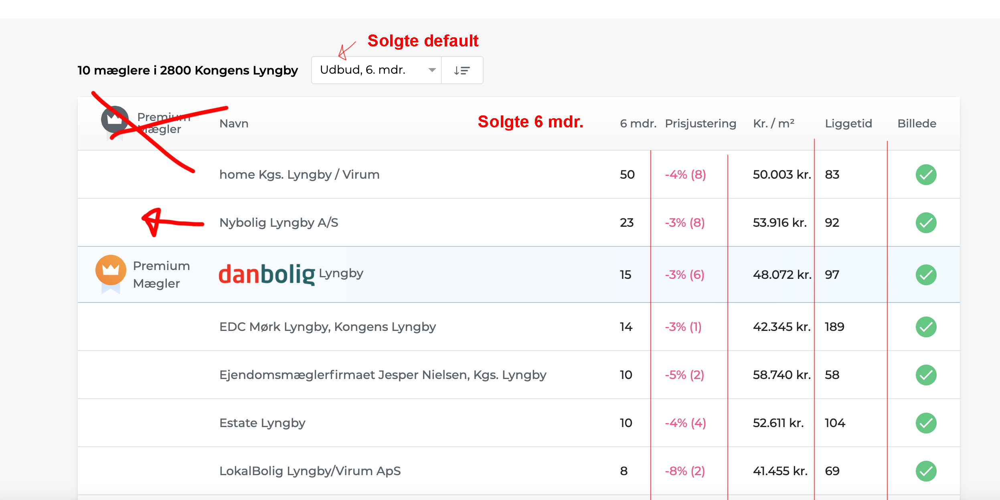 Solgte default
10 mæglere i 2800 Kongens Lyngby Udbud, 6. mdr.
Premium Mægler Navn Solgte 6 mdr. 6 mdr. Prisjustering Kr. / m² Liggetid Billede
home Kgs. Lyngby / Virum 50 -4% (8) 50.003 kr. 83
Nybolig Lyngby A/S 23 -3% (8) 53.916 kr. 92
Premium Mægler danbolig Lyngby 15 -3% (6) 48.072 kr. 97
EDC Mørk Lyngby, Kongens Lyngby 14 -3% (1) 42.345 kr. 189
Ejendomsmæglerfirmaet Jesper Nielsen, Kgs. Lyngby 10 -5% (2) 58.740 kr. 58
Estate Lyngby 10 -4% (4) 52.611 kr. 104
LokalBolig Lyngby/Virum ApS 8 -8% (2) 41.455 kr. 69